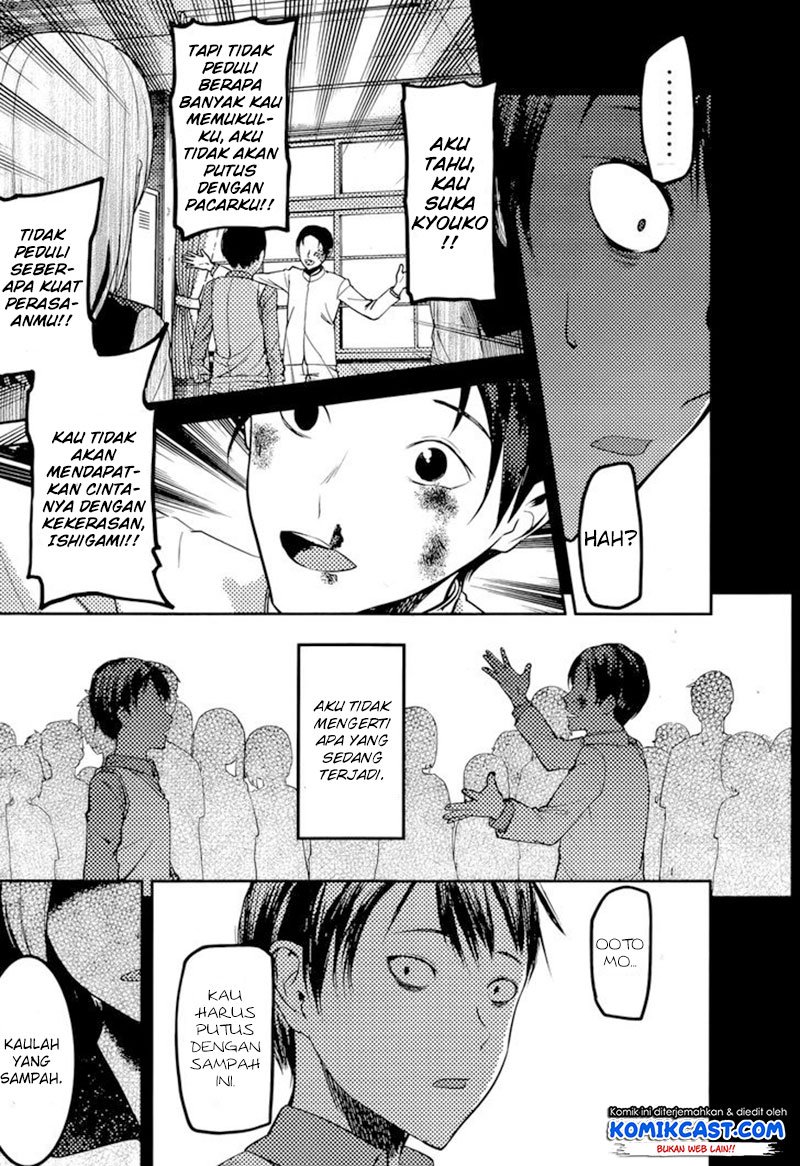 .........
HAH?
AKU
TAHU,
KAU
SUKA
KYOUKO
!!
TAPI TIDAK
PEDULI
BERAPA
BANYAK KAU
MEMUKUL-
KU, AKU
TIDAK AKAN
PUTUS
DENGAN
PACARKU!!
TIDAK
PEDULI
SEBER-
APA KUAT
PERASA-
ANMU!!
KAU TIDAK
AKAN
MENDAPAT-
KAN CINTA-
NYA DENGAN
KEKERASAN,
ISHIGAMI!!
AKU TIDAK
MENGERTI
APA YANG
SEDANG
TERJADI.
OOTO
MO...
KAU
HARUS
PUTUS
DENGAN
SAMPAH
INI.
KAULAH
YANG
SAMPAH.
Komik ini diterjemahkan & diedit oleh
KOMIKCAST.COM
BUKAN WEB LAIN!!